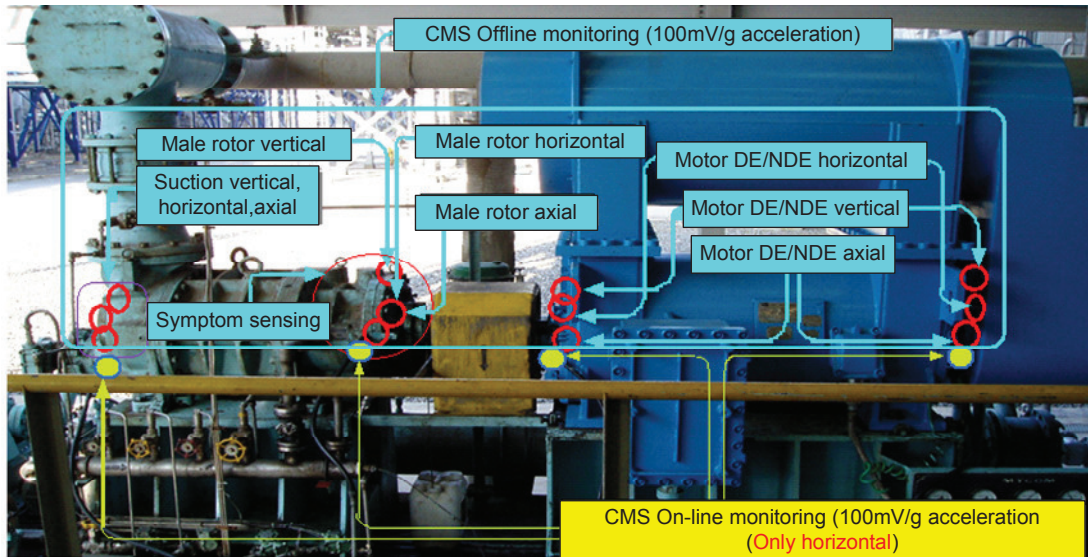 CMS Offline monitoring (100mV/g acceleration)
Male rotor vertical
Male rotor horizontal
Motor DE/NDE horizontal
Suction vertical,
horizontal,axial
Male rotor axial
Motor DE/NDE vertical
Motor DE/NDE axial
Symptom sensing
MYCOM
CMS On-line monitoring (100mV/g acceleration
(Only horizontal)